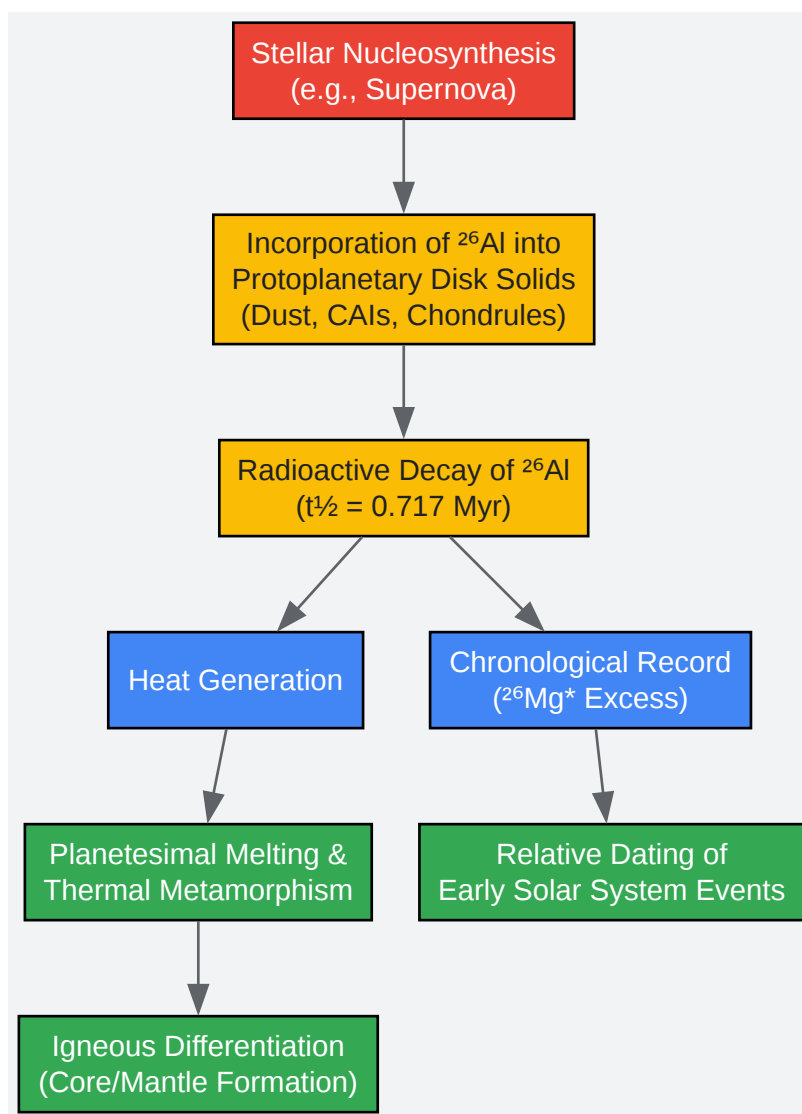 Stellar Nucleosynthesis
(e.g., Supernova)
Incorporation of ²⁶Al into
Protoplanetary Disk Solids
(Dust, CAIs, Chondrules)
Radioactive Decay of ²⁶Al
(t½ = 0.717 Myr)
Heat Generation
Chronological Record
(²⁶Mg* Excess)
Planetesimal Melting &
Thermal Metamorphism
Relative Dating of
Early Solar System Events
Igneous Differentiation
(Core/Mantle Formation)